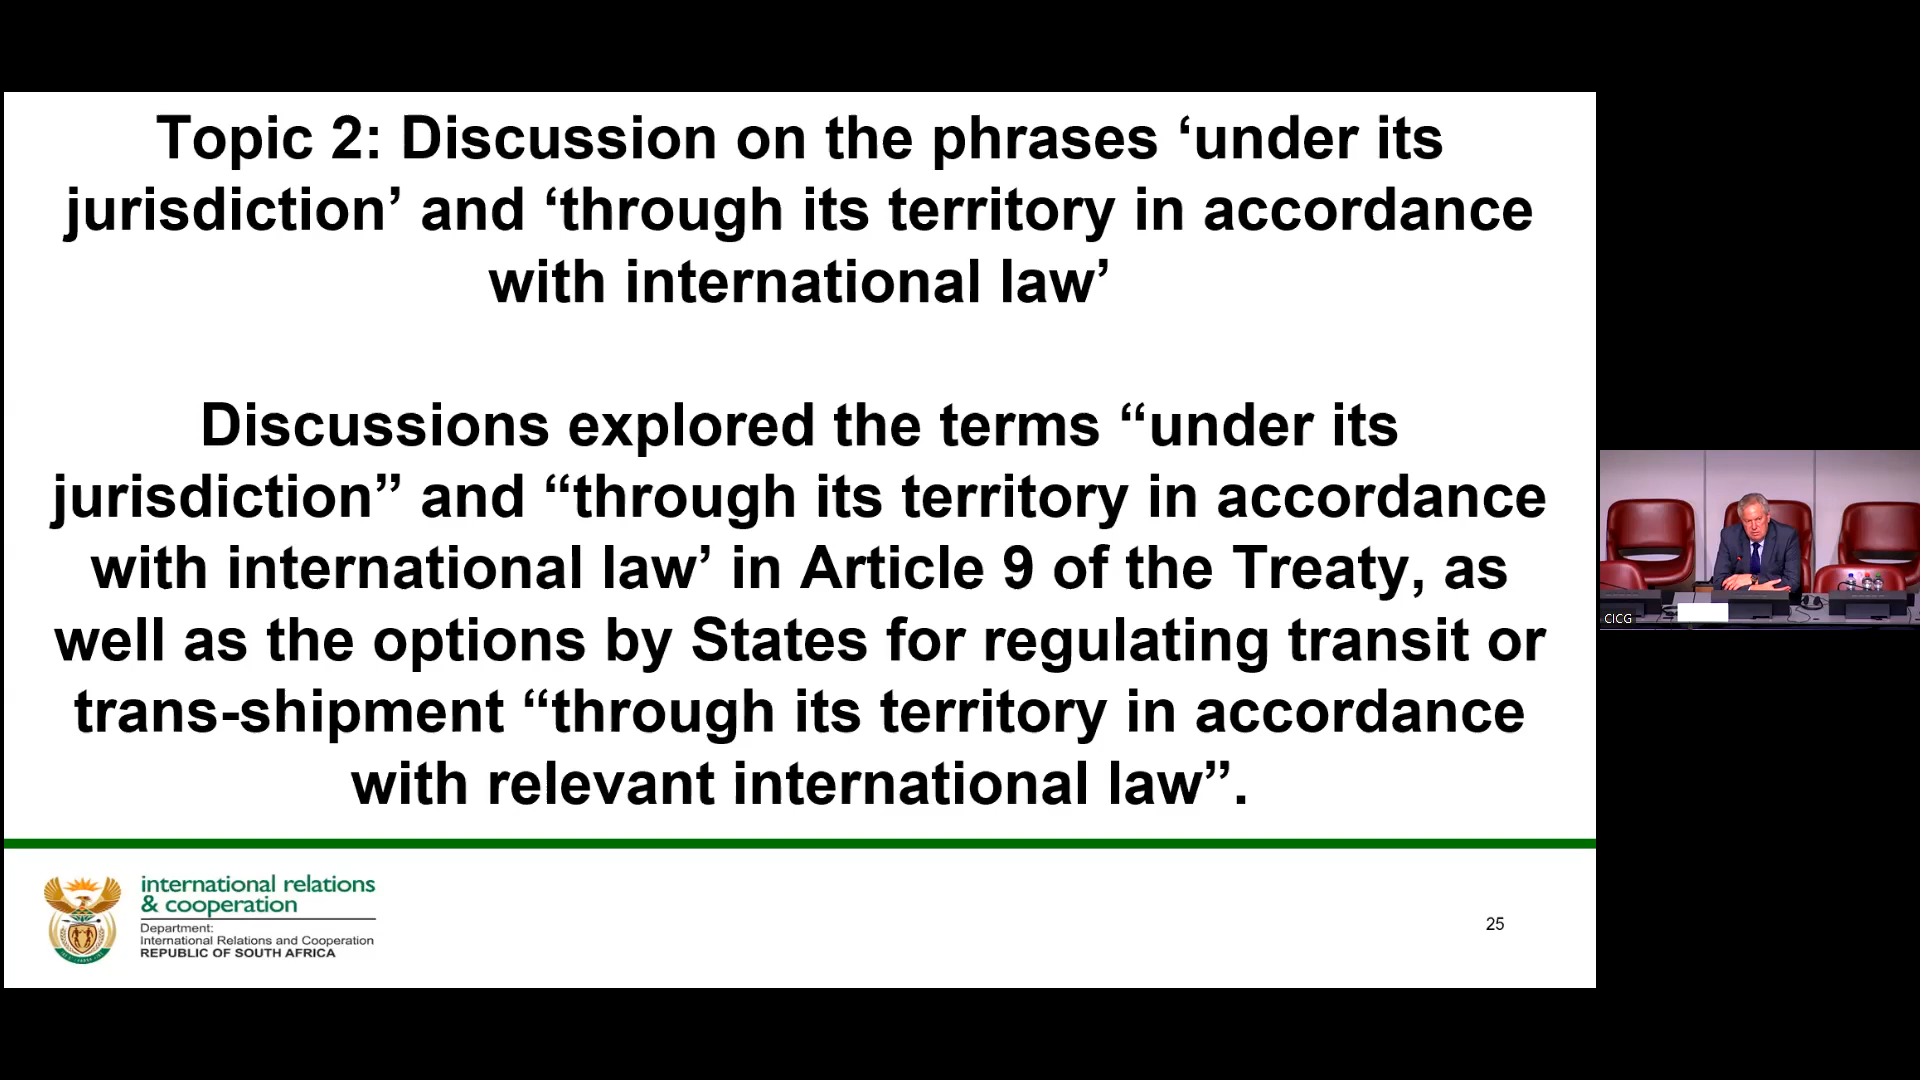 Topic 2: Discussion on the phrases ‘under its
jurisdiction’ and ‘through its territory in accordance
with international law’
Discussions explored the terms “under its
jurisdiction” and “through its territory in accordance
with international law’ in Article 9 of the Treaty, as
well as the options by States for regulating transit or
trans-shipment “through its territory in accordance
with relevant international law”.
international relations
& cooperation
Department:
International Relations and Cooperation
REPUBLIC OF SOUTH AFRICA
25
CICG